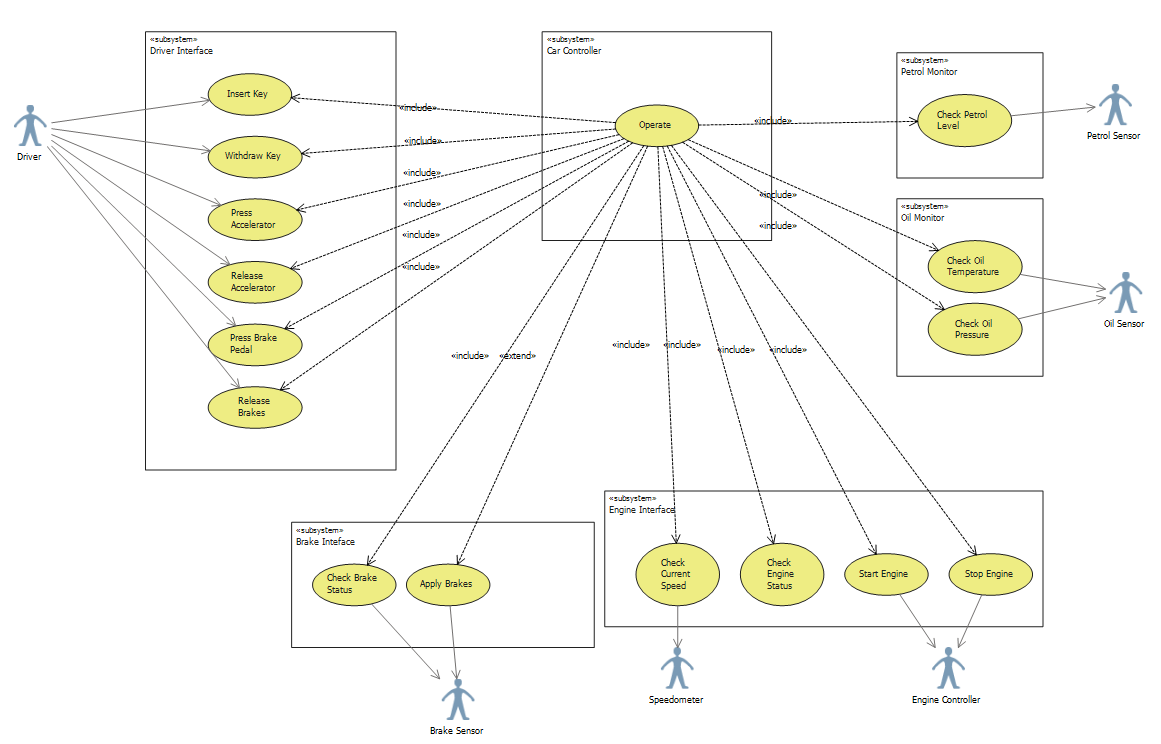 «subsystem»
Driver Interface
«subsystem»
Car Controller
«subsystem»
Petrol Monitor
Insert Key
«include»
Operate
«include»
Check Petrol
Level
Petrol Sensor
Driver
Withdraw Key
«include»
Press
Accelerator
«include»
«include»
«subsystem»
Oil Monitor
«include»
«include»
«include»
Release
Accelerator
«include»
Check Oil
Temperature
Oil Sensor
Check Oil
Pressure
Press Brake
Pedal
«include»
«extend»
«include»
«include»
«include»
«include»
Release
Brakes
«subsystem»
Engine Interface
«subsystem»
Brake Inteface
Check Brake
Status
Apply Brakes
Check
Current
Speed
Check
Engine
Status
Start Engine
Stop Engine
Speedometer
Engine Controller
Brake Sensor